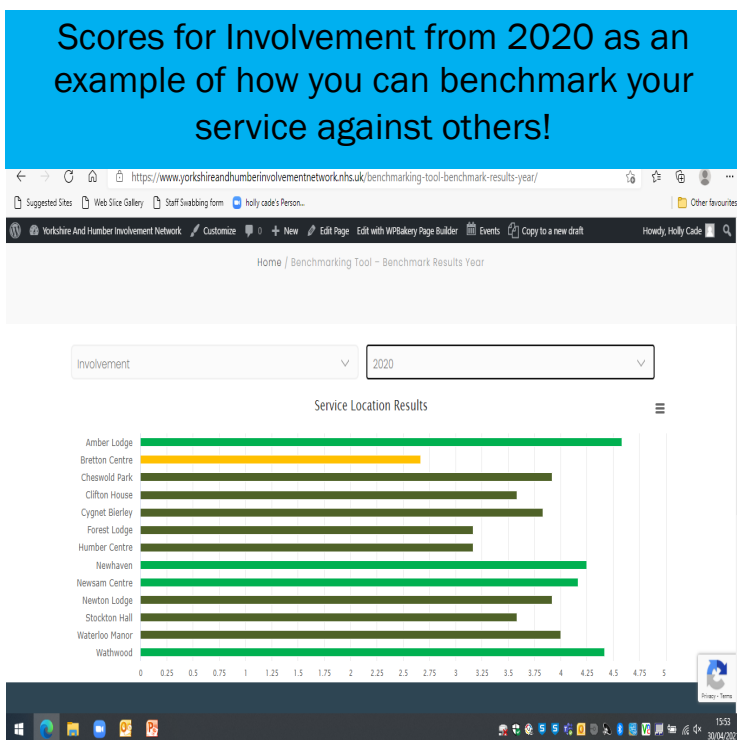 Scores for Involvement from 2020 as an
example of how you can benchmark your
service against others!
https://www.yorkshireandhumberinvolvementnetwork.nhs.uk/benchmarking-tool-benchmark-results-year/
Suggested Sites Web Slice Gallery Staff Swabbing form holly cade's Person... Other favourites
Yorkshire And Humber Involvement Network Customize 0 + New Edit Page Edit with WPBakery Page Builder Events Copy to a new draft Howdy, Holly Cade
Home / Benchmarking Tool – Benchmark Results Year
Involvement 2020
Service Location Results
Amber Lodge
Bretton Centre
Cheswold Park
Clifton House
Cygnet Bierley
Forest Lodge
Humber Centre
Newhaven
Newsam Centre
Newton Lodge
Stockton Hall
Waterloo Manor
Wathwood
0 0.25 0.5 0.75 1 1.25 1.5 1.75 2 2.25 2.5 2.75 3 3.25 3.5 3.75 4 4.25 4.5 4.75 5
Privacy - Terms
15:53